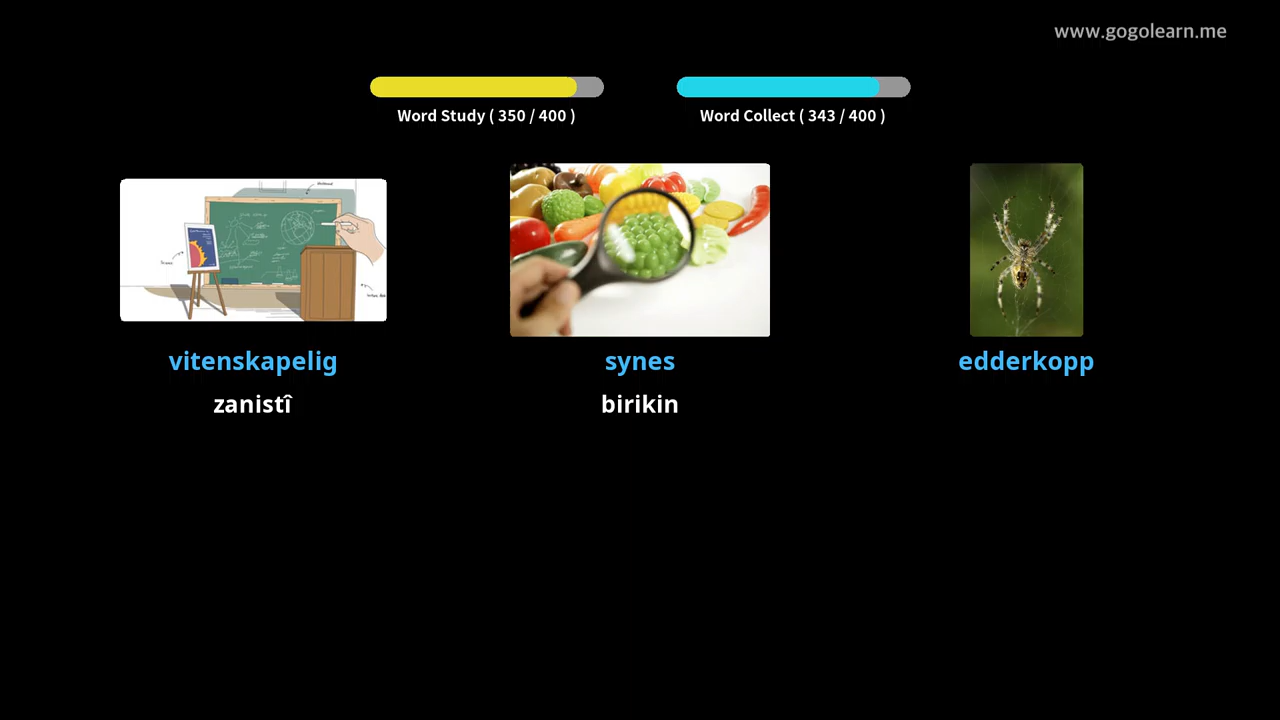 www.gogolearn.me
Word Study ( 350 / 400 )
Word Collect ( 343 / 400 )
vitenskapelig
synes
edderkopp
zanistî
birikin